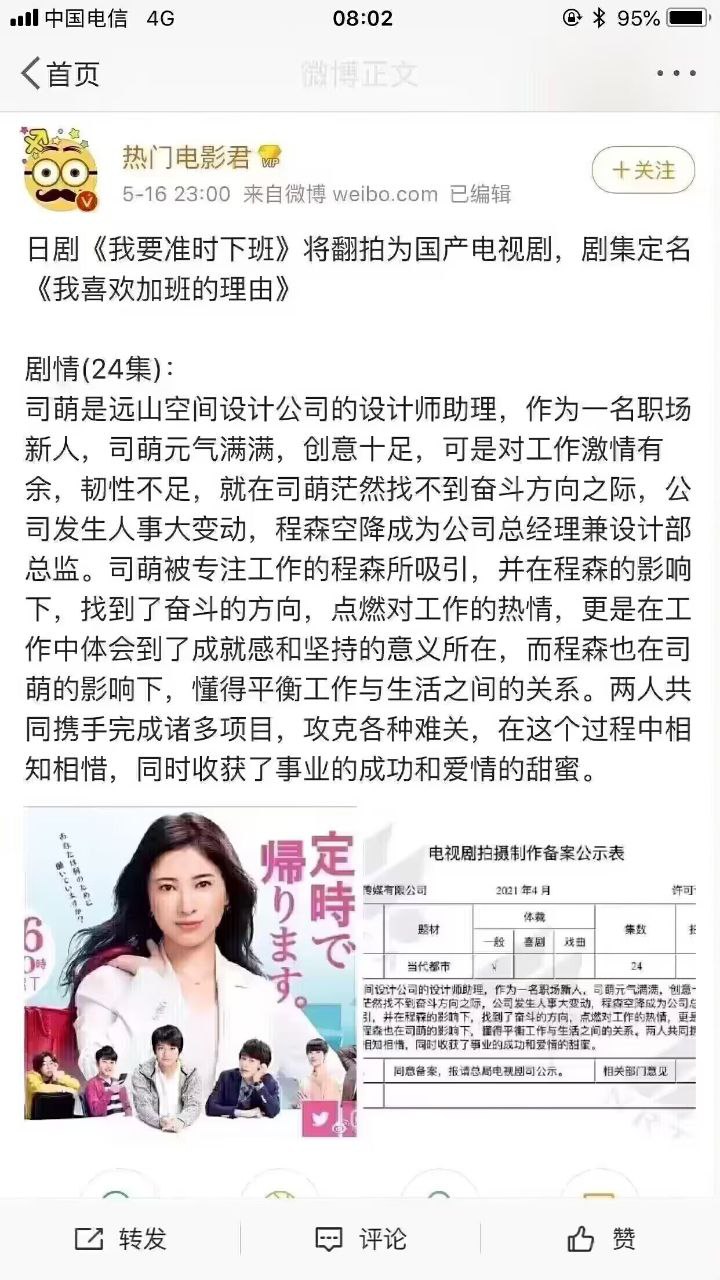 中国电信 4G 08:02 95%
首页 微博正文
热门电影君 VIP
+关注
5-16 23:00 来自微博 weibo.com 已编辑
日剧《我要准时下班》将翻拍为国产电视剧，剧集定名
《我喜欢加班的理由》
剧情(24集)：
司萌是远山空间设计公司的设计师助理，作为一名职场
新人，司萌元气满满，创意十足，可是对工作激情有
余，韧性不足，就在司萌茫然找不到奋斗方向之际，公
司发生人事大变动，程森空降成为公司总经理兼设计部
总监。司萌被专注工作的程森所吸引，并在程森的影响
下，找到了奋斗的方向，点燃对工作的热情，更是在工
作中体会到了成就感和坚持的意义所在，而程森也在司
萌的影响下，懂得平衡工作与生活之间的关系。两人共
同携手完成诸多项目，攻克各种难关，在这个过程中相
知相惜，同时收获了事业的成功和爱情的甜蜜。
あなたは何のために
働いていますか？
定時で
帰ります。
电视剧拍摄制作备案公示表
传媒有限公司 2021年4月 许可
题材 体裁 集数
一般 喜剧 戏曲
当代都市 √ 24
间设计公司的设计师助理，作为一名职场新人，司萌元气满满，创意十
茫然找不到奋斗方向之际，公司发生人事大变动，程森空降成为公司总
引，并在程森的影响下，找到了奋斗的方向，点燃对工作的热情，更是
程森也在司萌的影响下，懂得平衡工作与生活之间的关系。两人共同携
相知相惜，同时收获了事业的成功和爱情的甜蜜。
同意备案，报请总局电视剧司公示。 相关部门意见
转发 评论 赞